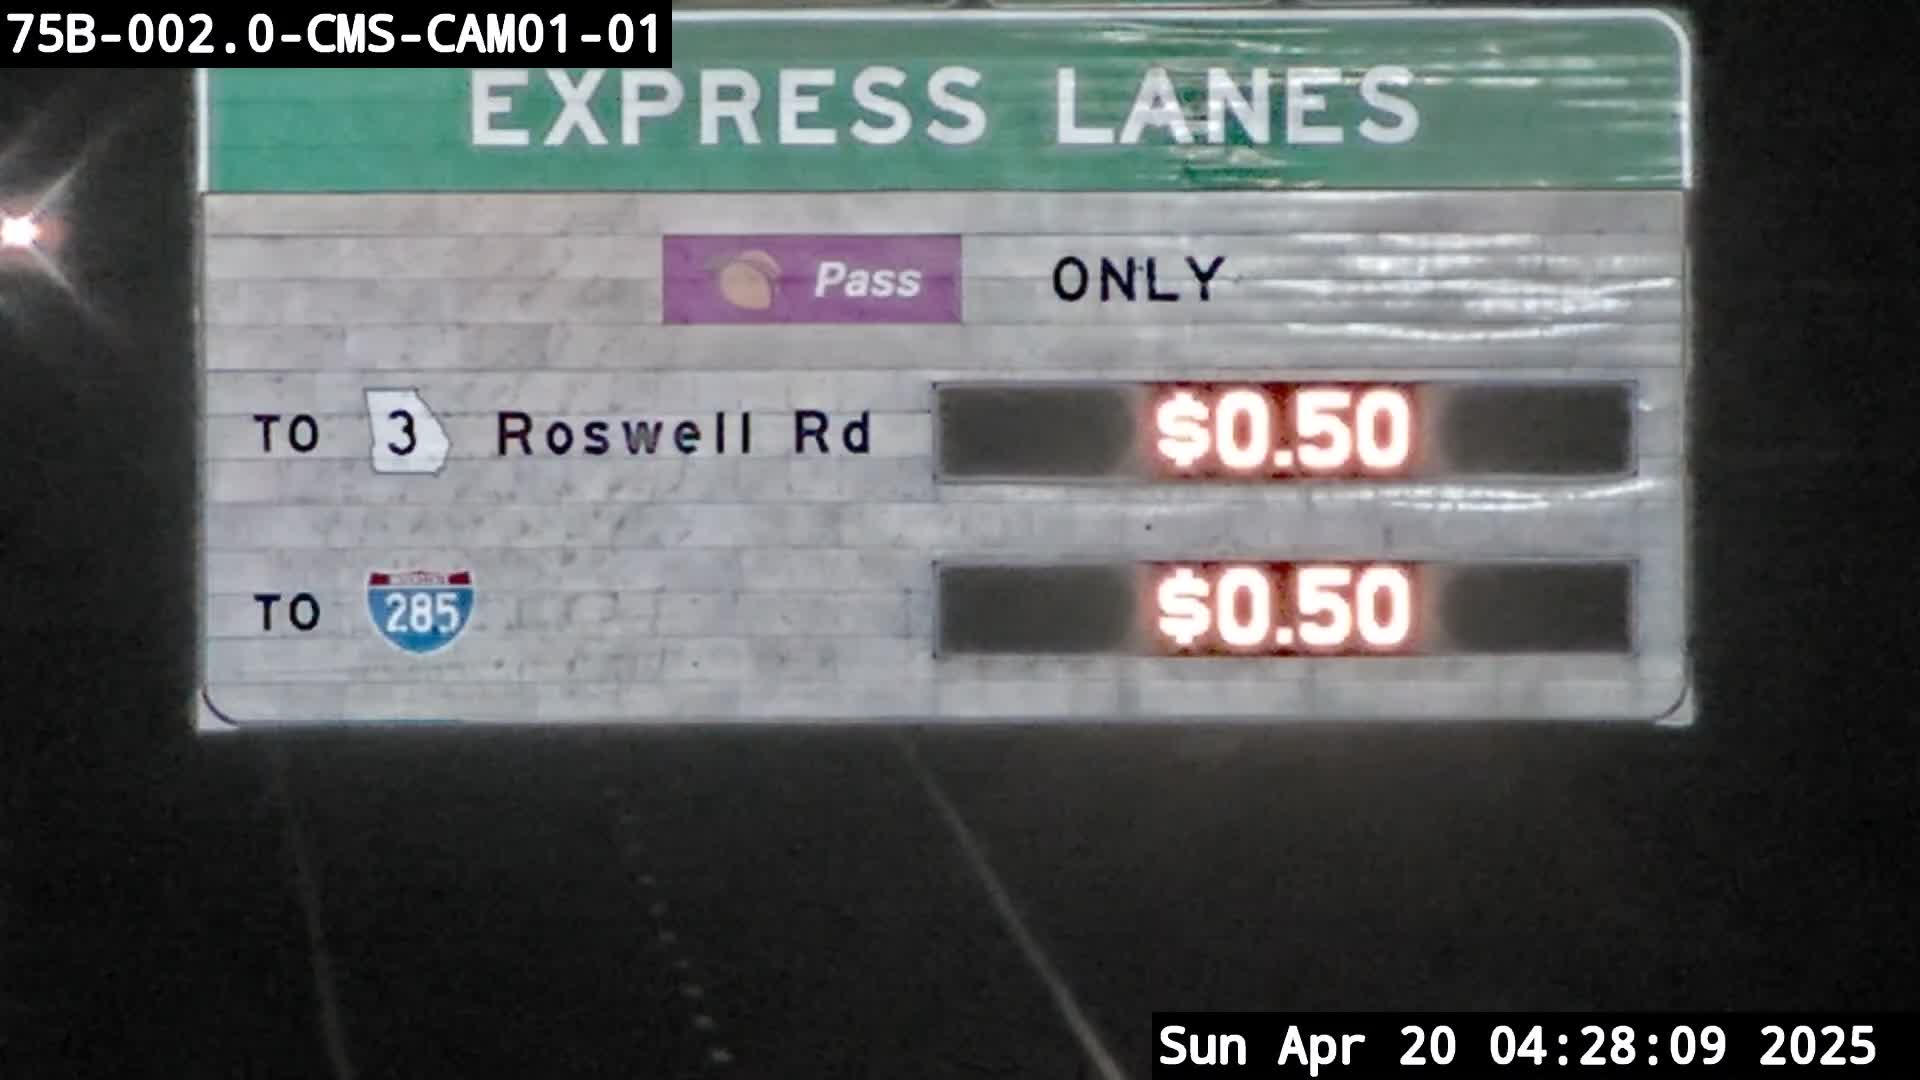 75B-002.0-CMS-CAM01-01
EXPRESS LANES
Pass ONLY
TO 3 Roswell Rd $0.50
TO 285 $0.50
Sun Apr 20 04:28:09 2025